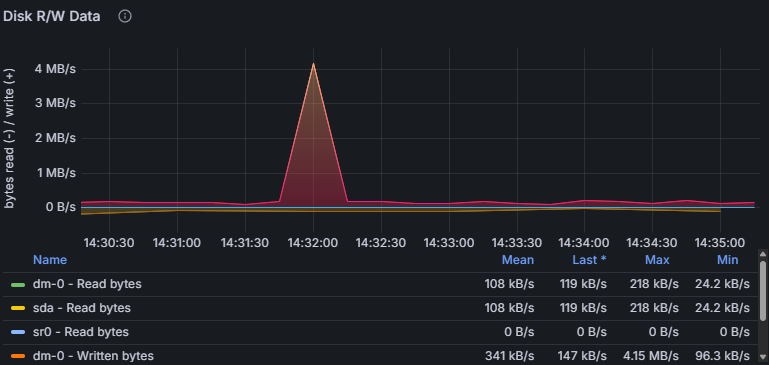 Disk R/W Data
bytes read (-) / write (+)
4 MB/s
3 MB/s
2 MB/s
1 MB/s
0 B/s
14:30:30 14:31:00 14:31:30 14:32:00 14:32:30 14:33:00 14:33:30 14:34:00 14:34:30 14:35:00
Name Mean Last * Max Min
dm-0 - Read bytes 108 kB/s 119 kB/s 218 kB/s 24.2 kB/s
sda - Read bytes 108 kB/s 119 kB/s 218 kB/s 24.2 kB/s
sr0 - Read bytes 0 B/s 0 B/s 0 B/s 0 B/s
dm-0 - Written bytes 341 kB/s 147 kB/s 4.15 MB/s 96.3 kB/s